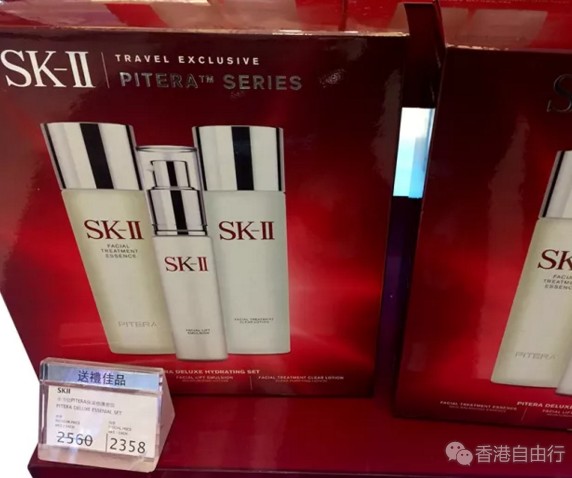 SK-II
TRAVEL EXCLUSIVE
PITERA™ SERIES
SK-II
FACIAL
TREATMENT
ESSENCE
PITERA
SK-II
FACIAL LIFT
EMULSION
SK-II
FACIAL TREATMENT
CLEAR LOTION
RA DELUXE HYDRATING SET
FACIAL LIFT EMULSION
FACIAL TREATMENT CLEAR LOTION
送禮佳品
SKII
PITERA DELUXE ESSENTIAL SET
2560
2358
SK
FACIAL
TREATMENT
ESSENCE
PITERA
PITERA DELUXE
FACIAL TREATMENT ESSENCE
香港自由行